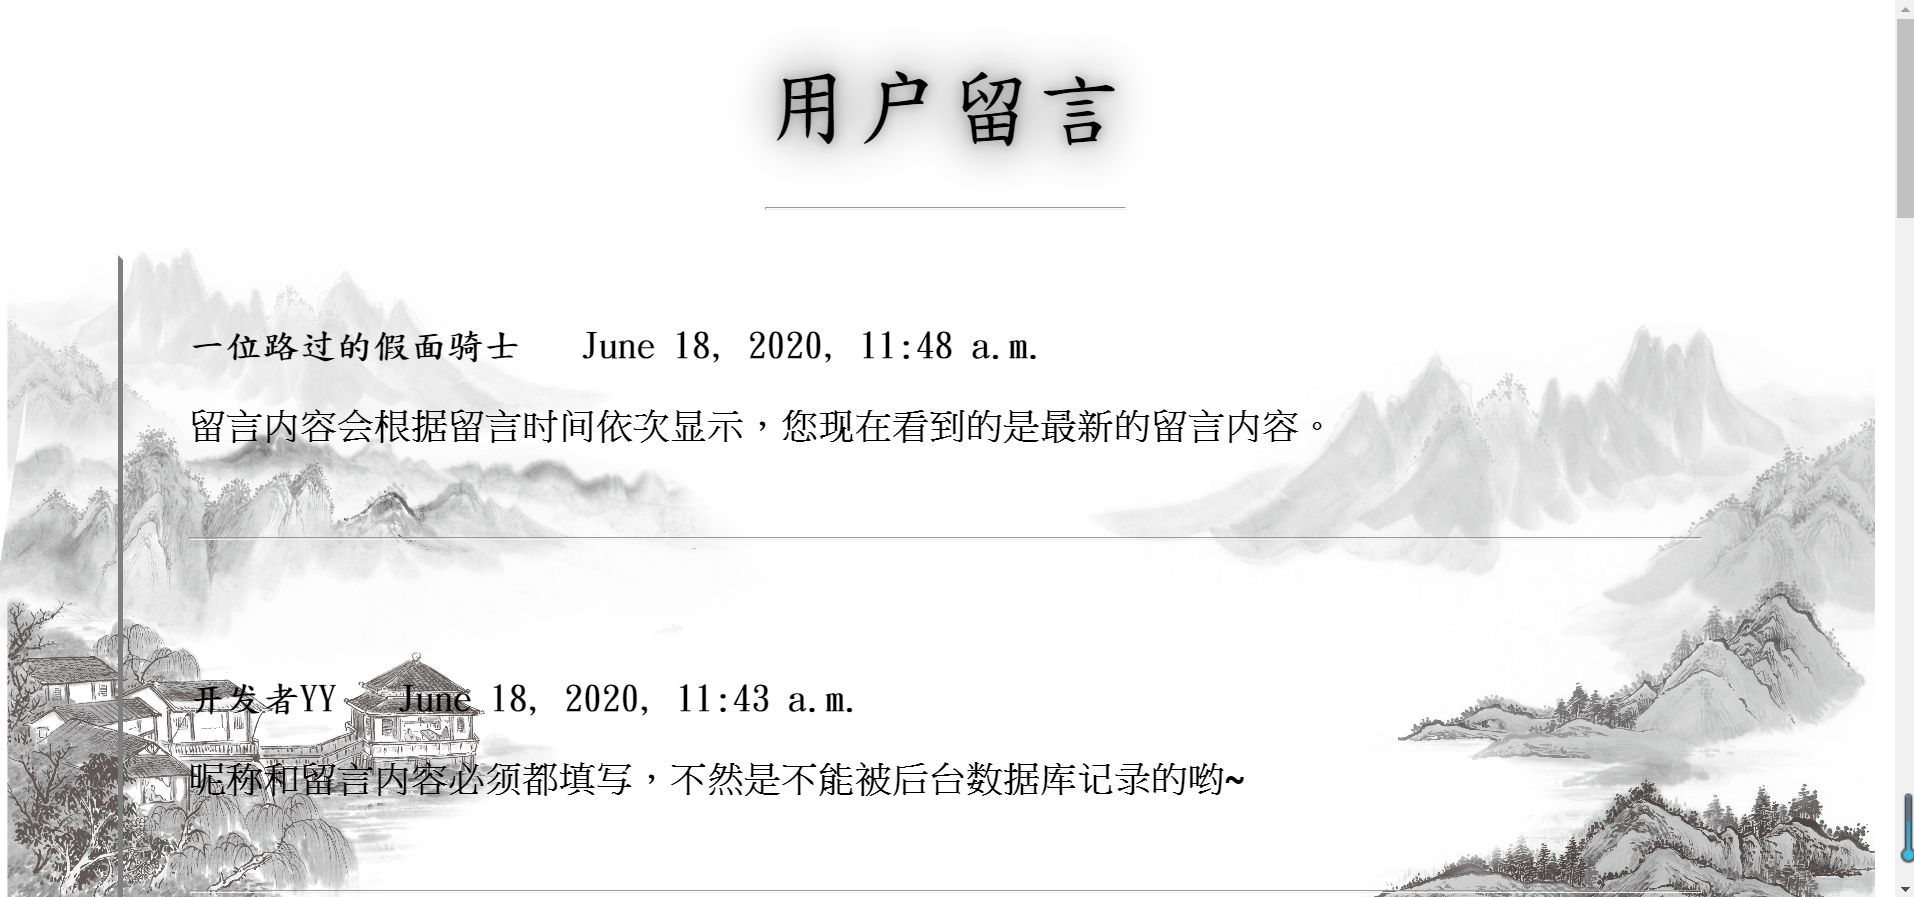 用户留言
一位路过的假面骑士 June 18, 2020, 11:48 a.m.
留言内容会根据留言时间依次显示，您现在看到的是最新的留言内容。
开发者YY June 18, 2020, 11:43 a.m.
昵称和留言内容必须都填写，不然是不能被后台数据库记录的哟~